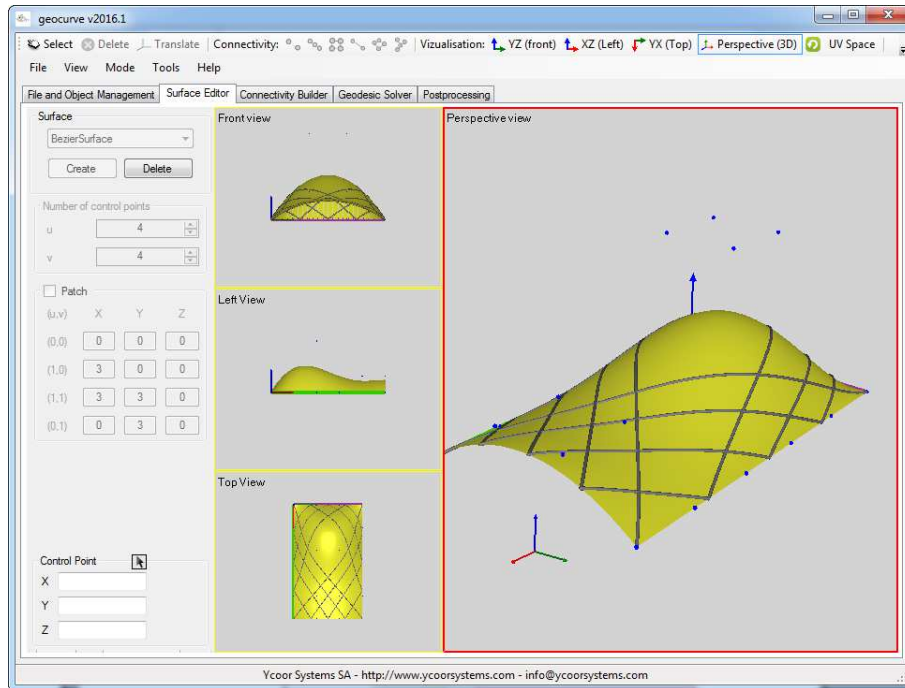 geocurve v2016.1
Select Delete Translate Connectivity: Vizualisation: YZ (front) XZ (Left) YX (Top) Perspective (3D) UV Space
File View Mode Tools Help
File and Object Management Surface Editor Connectivity Builder Geodesic Solver Postprocessing
Surface
BezierSurface
Create Delete
Number of control points
u 4
v 4
Patch
(u,v) X Y Z
(0,0) 0 0 0
(1,0) 3 0 0
(1,1) 3 3 0
(0,1) 0 3 0
Control Point
X
Y
Z
Front view
Left View
Top View
Perspective view
Ycoor Systems SA - http://www.ycoorsystems.com - info@ycoorsystems.com